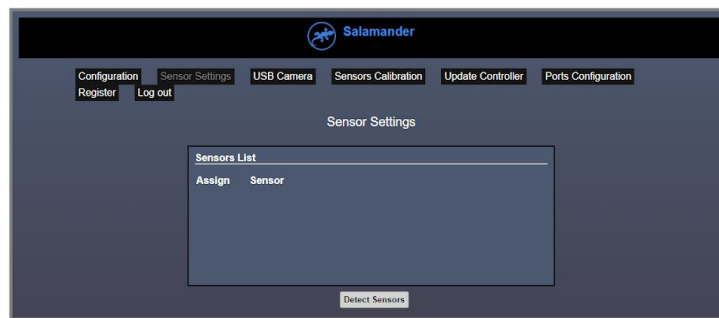 Salamander
Configuration Sensor Settings USB Camera Sensors Calibration Update Controller Ports Configuration
Register Log out
Sensor Settings
Sensors List
Assign Sensor
Detect Sensors